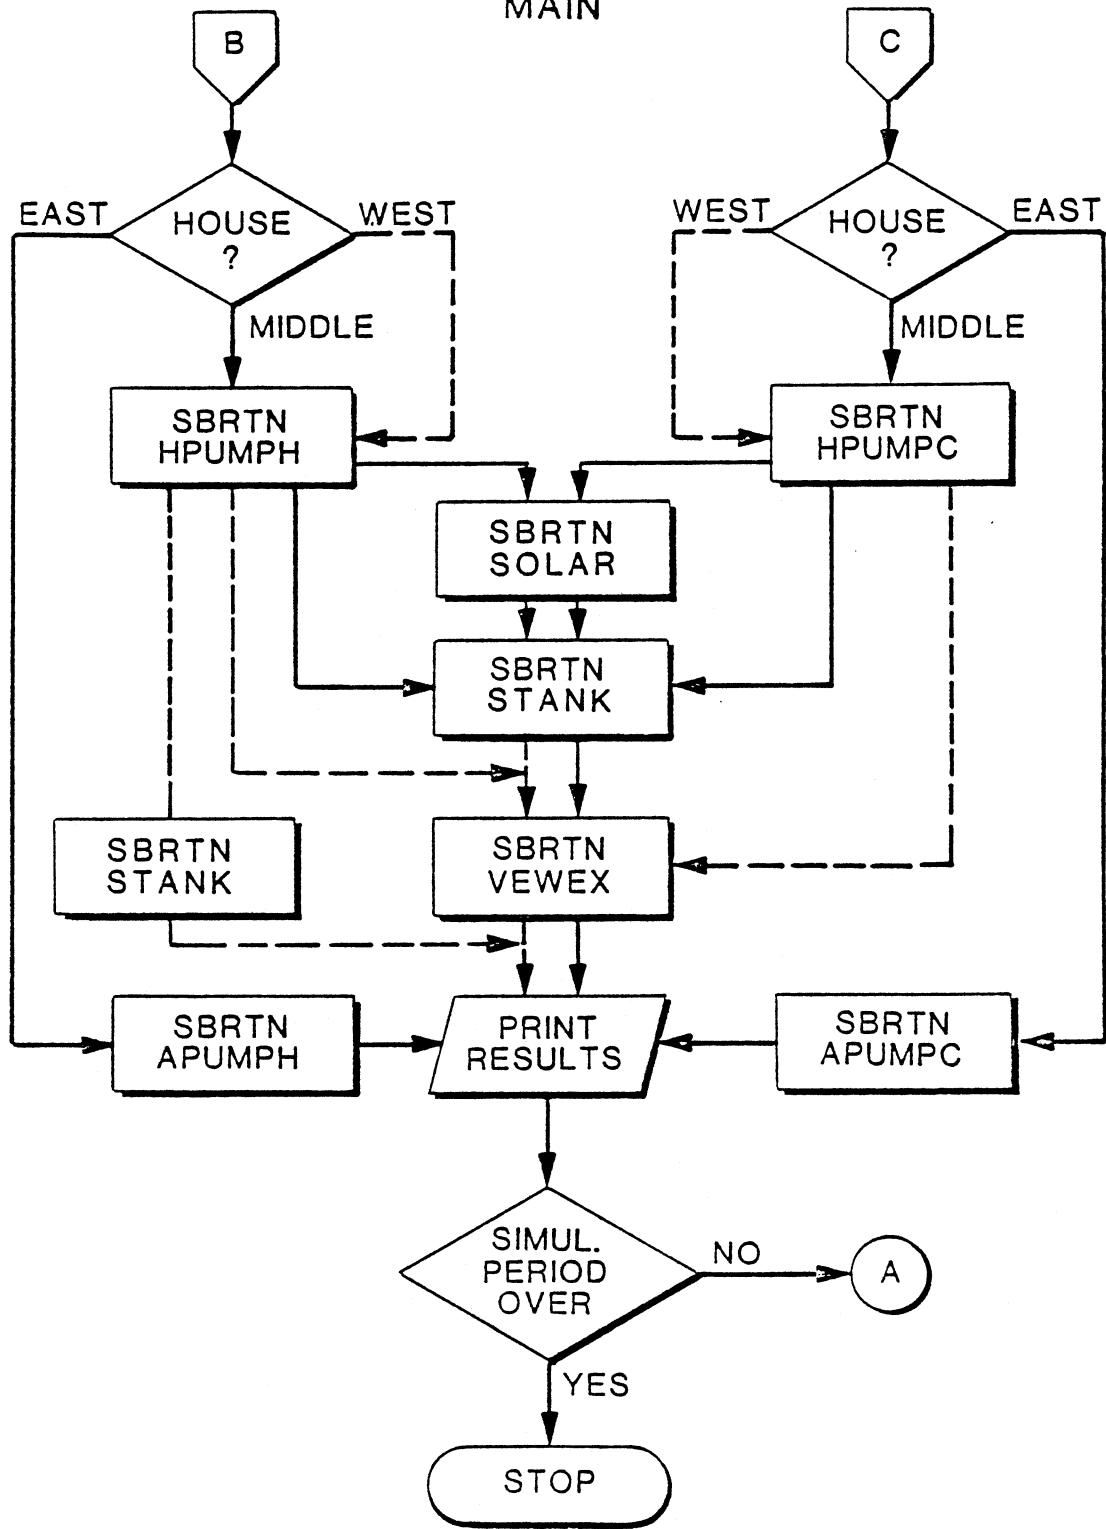 MAIN
B
C
EAST
HOUSE
?
WEST
WEST
HOUSE
?
EAST
MIDDLE
MIDDLE
SBRTN
HPUMPH
SBRTN
HPUMPC
SBRTN
SOLAR
SBRTN
STANK
SBRTN
STANK
SBRTN
VEWEX
SBRTN
APUMPH
PRINT
RESULTS
SBRTN
APUMPC
SIMUL.
PERIOD
OVER
NO
A
YES
STOP